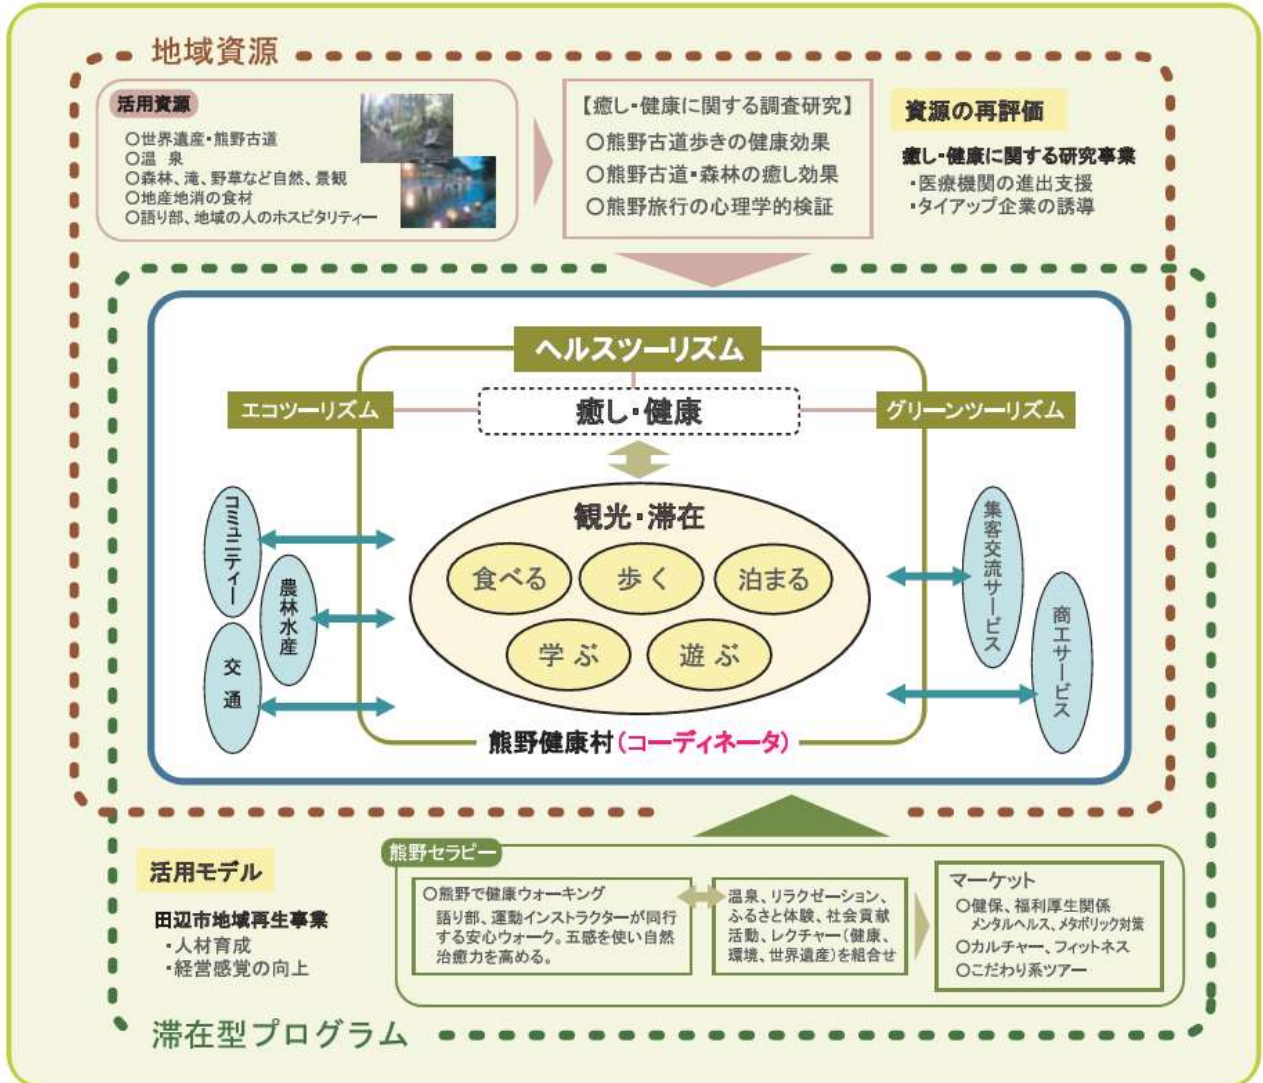 地域資源
活用資源
○世界遺産・熊野古道
○温　泉
○森林、滝、野草など自然、景観
○地産地消の食材
○語り部、地域の人のホスピタリティー
【癒し・健康に関する調査研究】
○熊野古道歩きの健康効果
○熊野古道・森林の癒し効果
○熊野旅行の心理学的検証
資源の再評価
癒し・健康に関する研究事業
・医療機関の進出支援
・タイアップ企業の誘導
ヘルスツーリズム
エコツーリズム
癒し・健康
グリーンツーリズム
コミュニティー
農林水産
交通
観光・滞在
食べる
歩く
泊まる
学ぶ
遊ぶ
集客交流サービス
商工サービス
熊野健康村(コーディネータ)
活用モデル
田辺市地域再生事業
・人材育成
・経営感覚の向上
熊野セラピー
○熊野で健康ウォーキング
語り部、運動インストラクターが同行
する安心ウォーク。五感を使い自然
治癒力を高める。
温泉、リラクゼーション、
ふるさと体験、社会貢献
活動、レクチャー(健康、
環境、世界遺産)を組合せ
マーケット
○健保、福利厚生関係
メンタルヘルス、メタボリック対策
○カルチャー、フィットネス
○こだわり系ツアー
滞在型プログラム